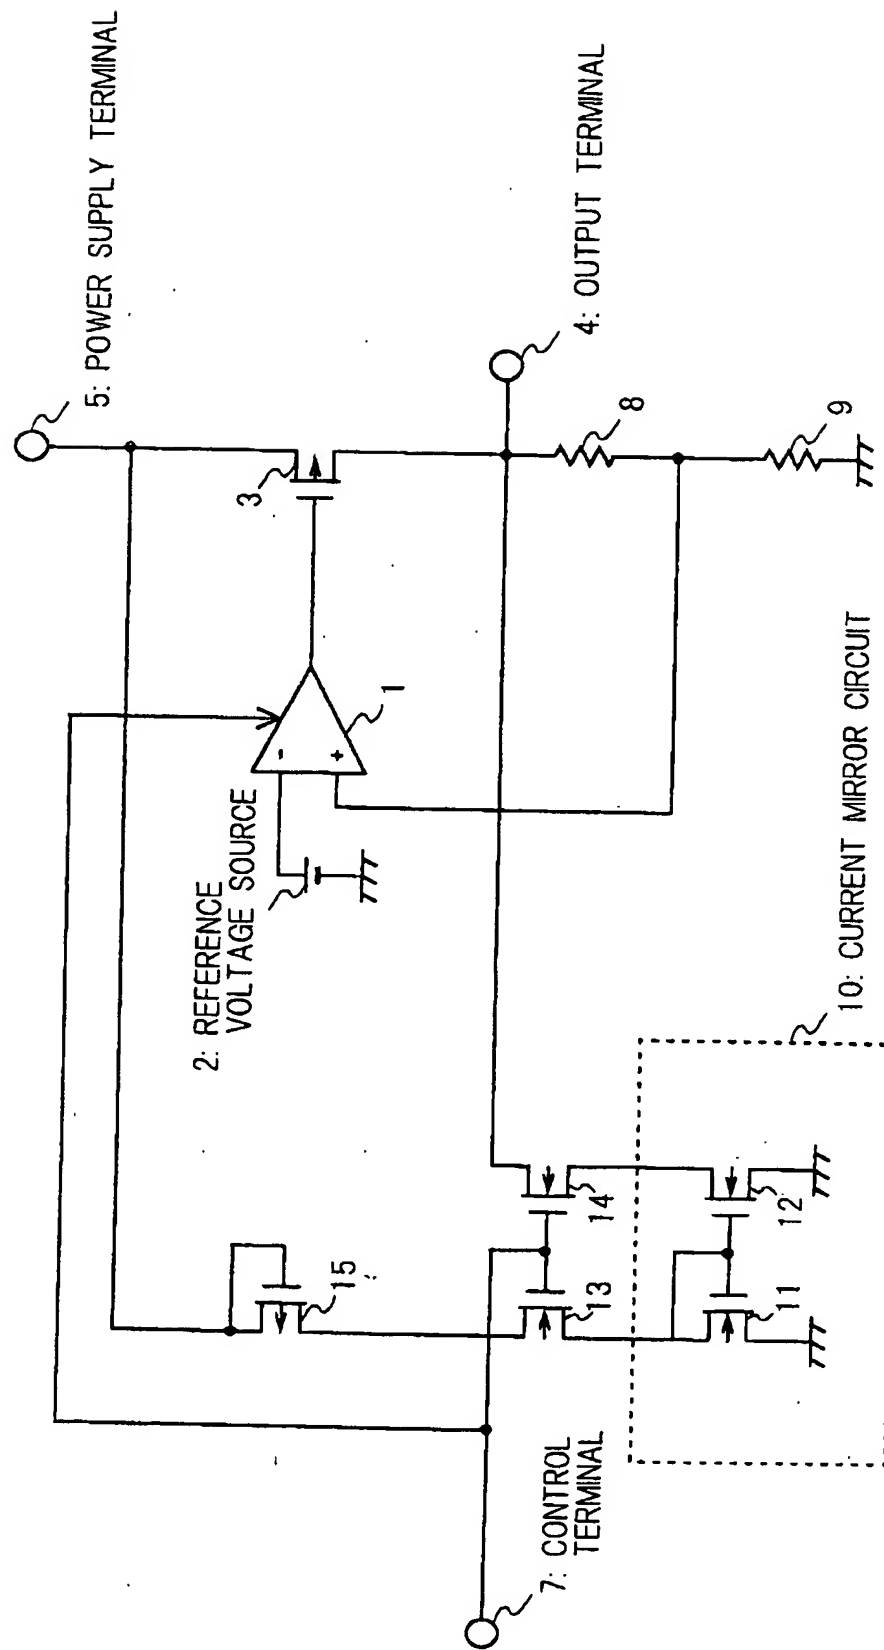 5: POWER SUPPLY TERMINAL
4: OUTPUT TERMINAL
3
8
9
1
-
+
2: REFERENCE
VOLTAGE SOURCE
10: CURRENT MIRROR CIRCUIT
15
14
13
12
11
7: CONTROL
TERMINAL